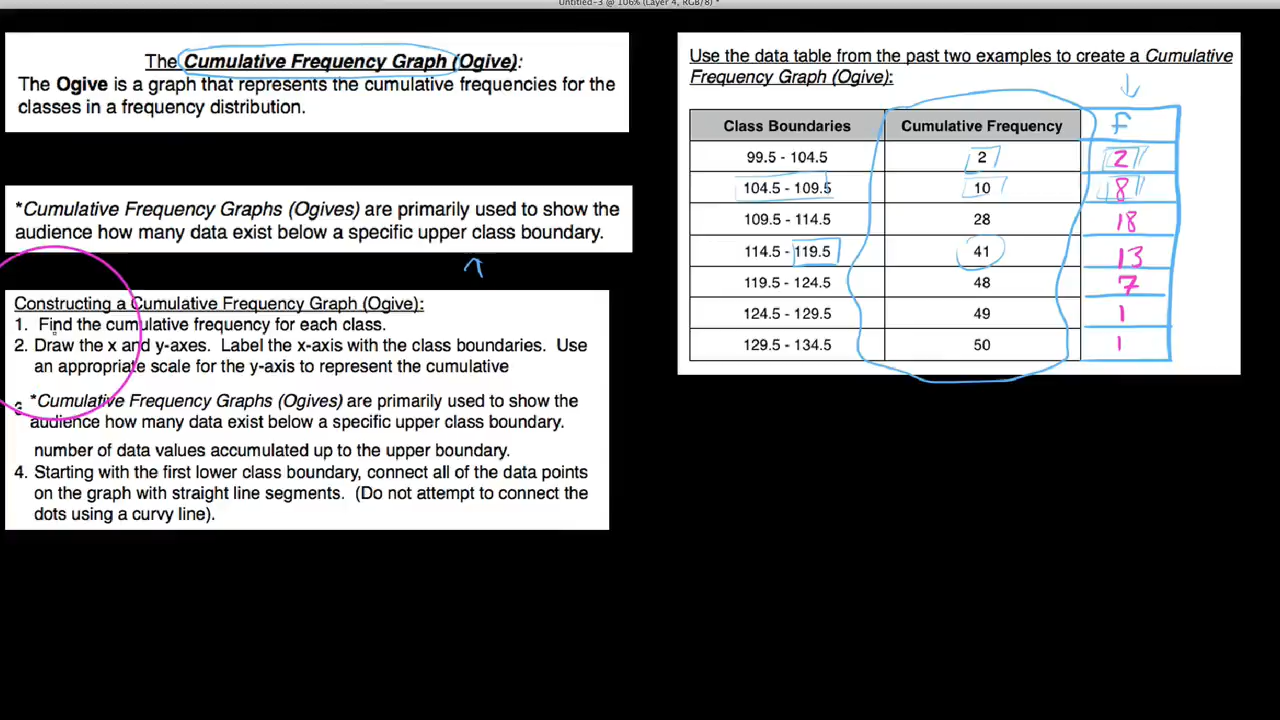 Untitled-3 @ 106% (Layer 4, RGB/8) *
The Cumulative Frequency Graph (Ogive):
The Ogive is a graph that represents the cumulative frequencies for the
classes in a frequency distribution.
*Cumulative Frequency Graphs (Ogives) are primarily used to show the
audience how many data exist below a specific upper class boundary.
Constructing a Cumulative Frequency Graph (Ogive):
1. Find the cumulative frequency for each class.
2. Draw the x and y-axes. Label the x-axis with the class boundaries. Use
an appropriate scale for the y-axis to represent the cumulative
*Cumulative Frequency Graphs (Ogives) are primarily used to show the
audience how many data exist below a specific upper class boundary.
number of data values accumulated up to the upper boundary.
4. Starting with the first lower class boundary, connect all of the data points
on the graph with straight line segments. (Do not attempt to connect the
dots using a curvy line).
Use the data table from the past two examples to create a Cumulative
Frequency Graph (Ogive):
Class Boundaries Cumulative Frequency f
99.5 - 104.5 2 2
104.5 - 109.5 10 8
109.5 - 114.5 28 18
114.5 - 119.5 41 13
119.5 - 124.5 48 7
124.5 - 129.5 49 1
129.5 - 134.5 50 1